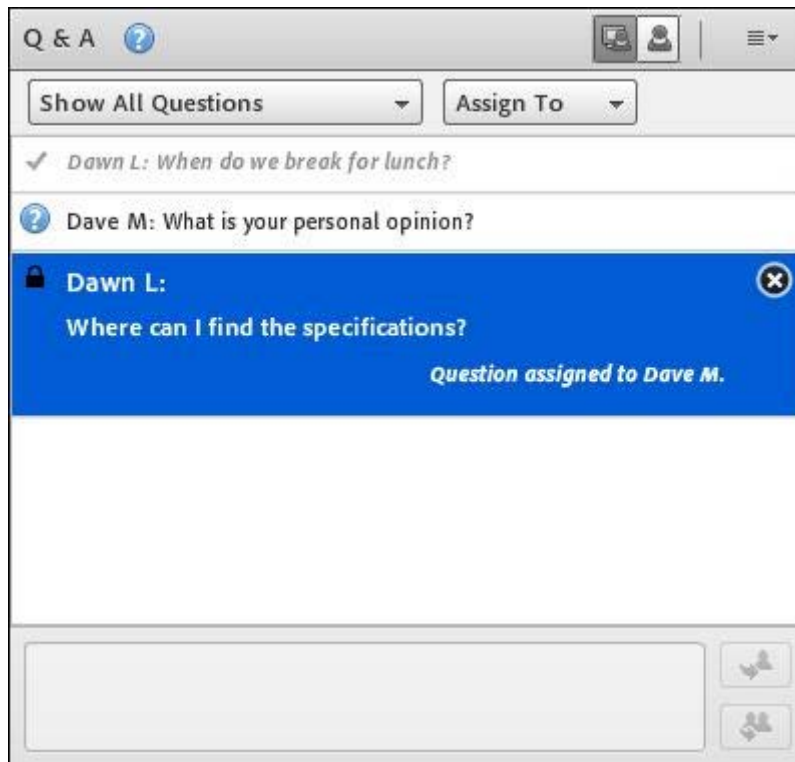 Q & A
Show All Questions
Assign To
Dawn L: When do we break for lunch?
Dave M: What is your personal opinion?
Dawn L:
Where can I find the specifications?
Question assigned to Dave M.